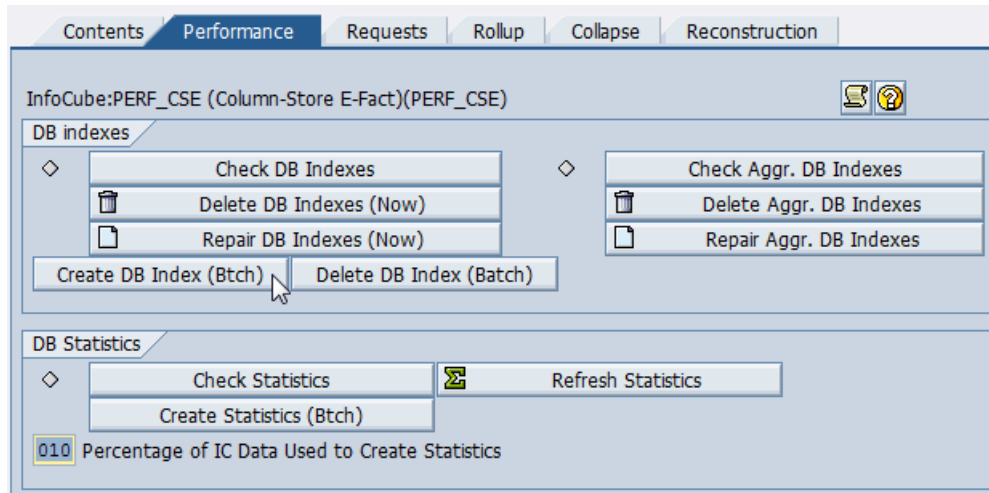 Contents Performance Requests Rollup Collapse Reconstruction
InfoCube:PERF_CSE (Column-Store E-Fact)(PERF_CSE)
DB indexes
Check DB Indexes Check Aggr. DB Indexes
Delete DB Indexes (Now) Delete Aggr. DB Indexes
Repair DB Indexes (Now) Repair Aggr. DB Indexes
Create DB Index (Btch) Delete DB Index (Batch)
DB Statistics
Check Statistics Refresh Statistics
Create Statistics (Btch)
010 Percentage of IC Data Used to Create Statistics